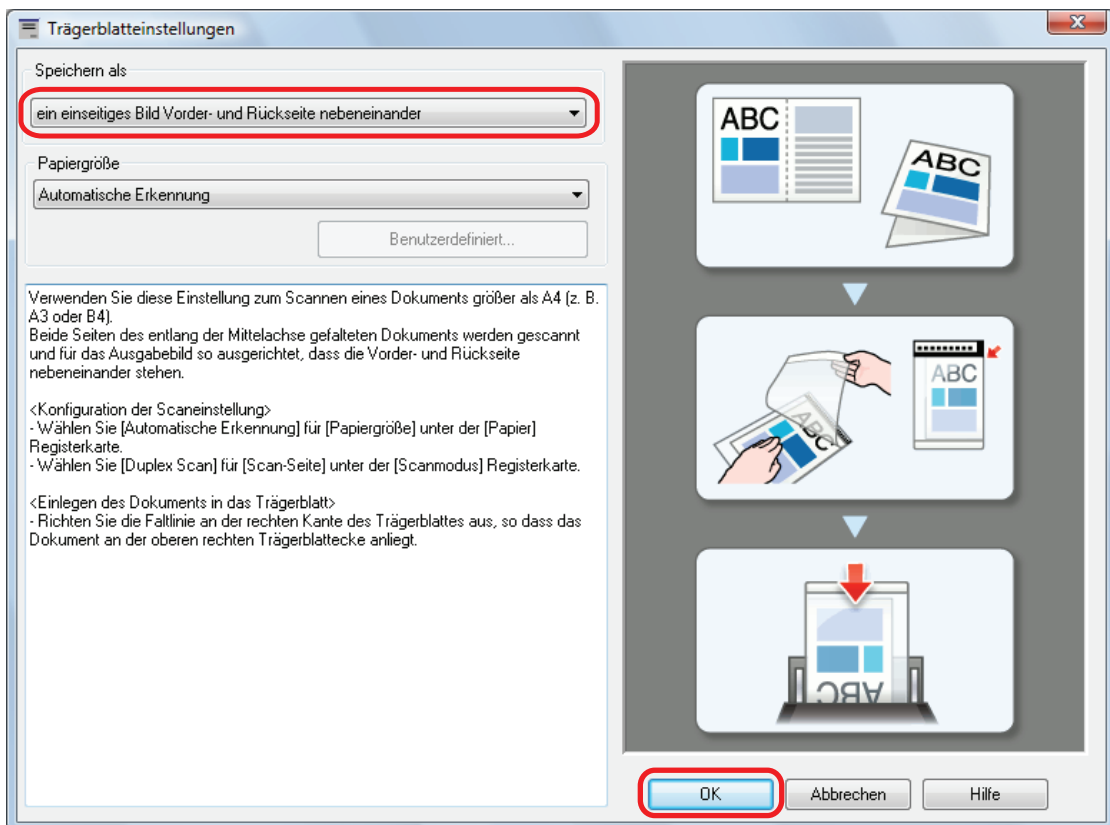 Trägerblatteinstellungen
Speichern als
ein einseitiges Bild Vorder- und Rückseite nebeneinander
Papiergröße
Automatische Erkennung
Benutzerdefiniert...
Verwenden Sie diese Einstellung zum Scannen eines Dokuments größer als A4 (z. B.
A3 oder B4).
Beide Seiten des entlang der Mittelachse gefalteten Dokuments werden gescannt
und für das Ausgabebild so ausgerichtet, dass die Vorder- und Rückseite
nebeneinander stehen.
<Konfiguration der Scaneinstellung>
- Wählen Sie [Automatische Erkennung] für [Papiergröße] unter der [Papier]
Registerkarte.
- Wählen Sie [Duplex Scan] für [Scan-Seite] unter der [Scanmodus] Registerkarte.
<Einlegen des Dokuments in das Trägerblatt>
- Richten Sie die Faltlinie an der rechten Kante des Trägerblattes aus, so dass das
Dokument an der oberen rechten Trägerblattecke anliegt.
ABC
ABC
ABC
ABC
ABC
OK
Abbrechen
Hilfe